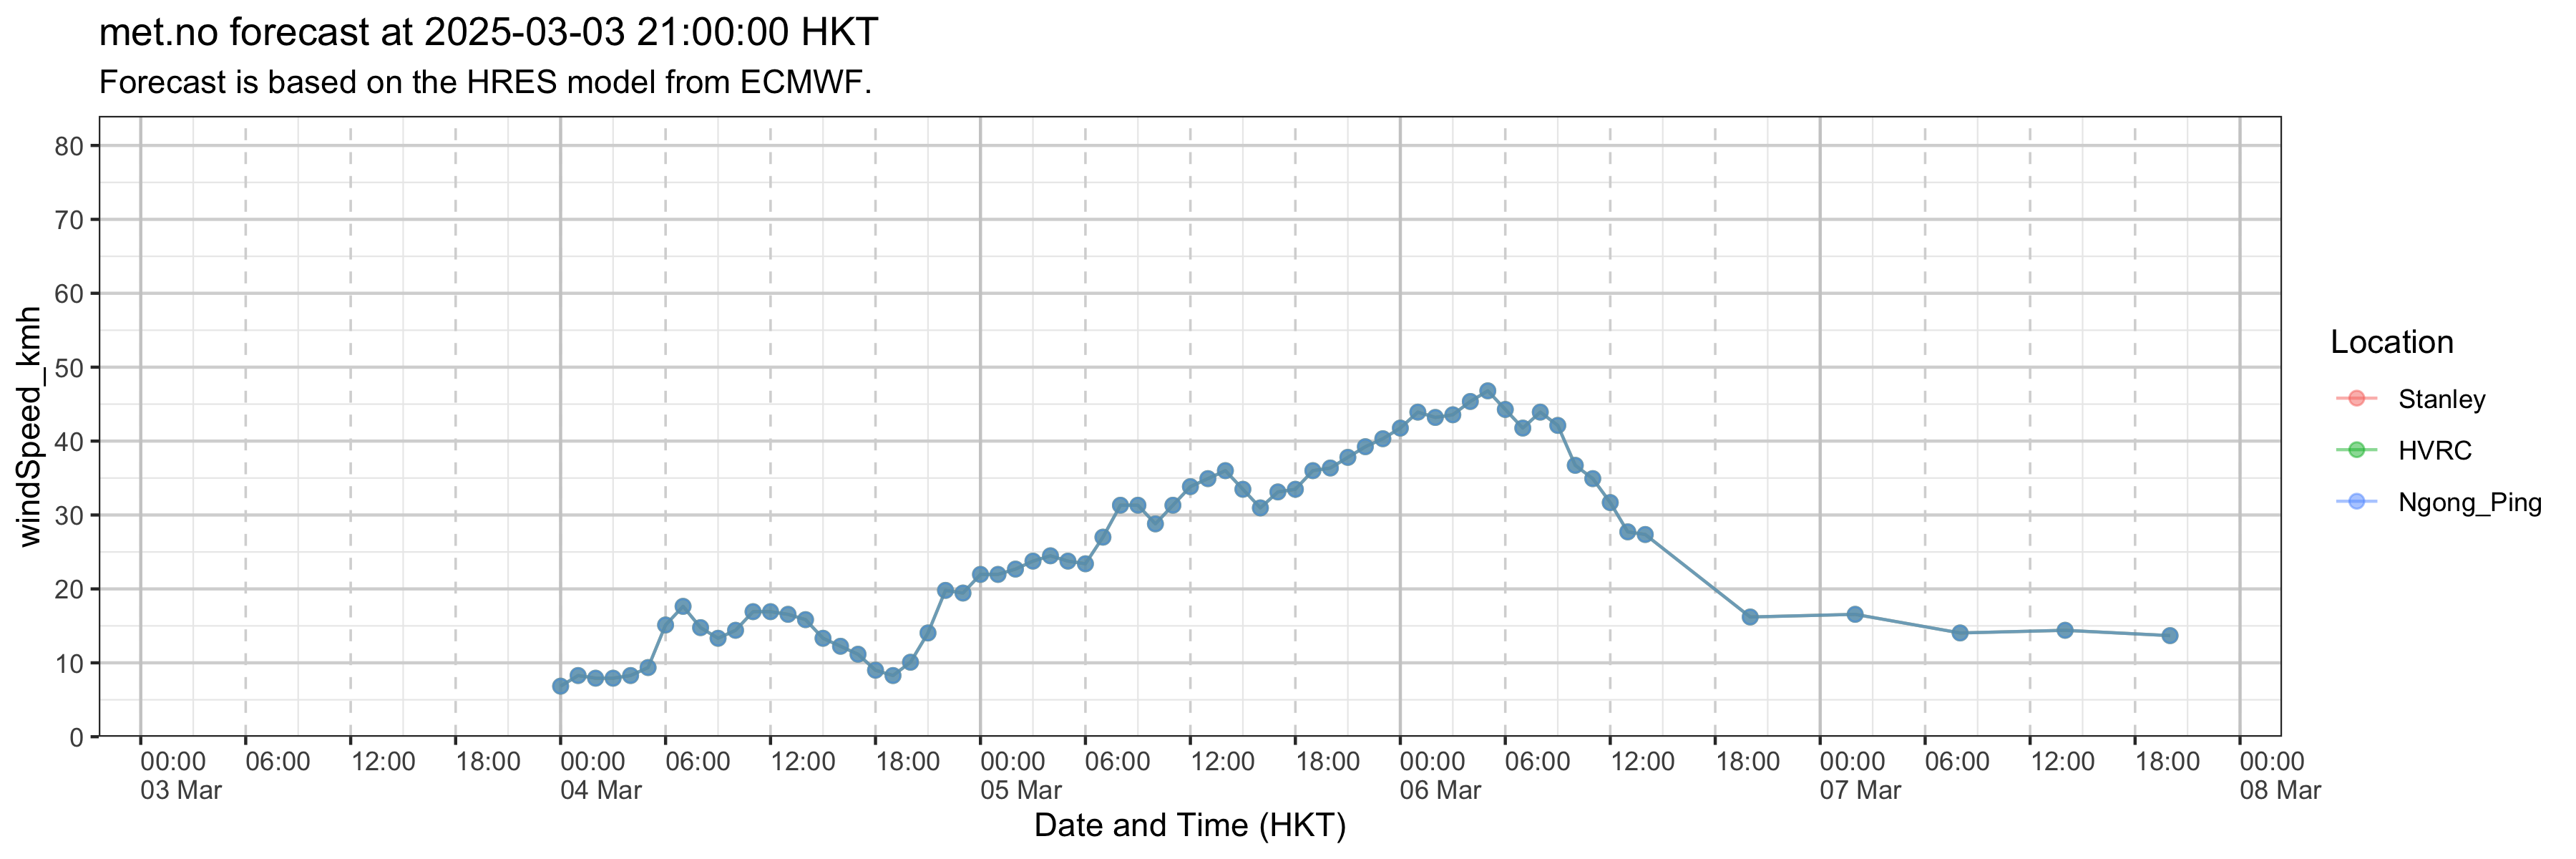 met.no forecast at 2025-03-03 21:00:00 HKT
Forecast is based on the HRES model from ECMWF.
windSpeed_kmh
80
70
60
50
40
30
20
10
0
00:00 06:00 12:00 18:00 00:00 06:00 12:00 18:00 00:00 06:00 12:00 18:00 00:00 06:00 12:00 18:00 00:00 06:00 12:00 18:00 00:00
03 Mar 04 Mar 05 Mar 06 Mar 07 Mar 08 Mar
Date and Time (HKT)
Location
Stanley
HVRC
Ngong_Ping